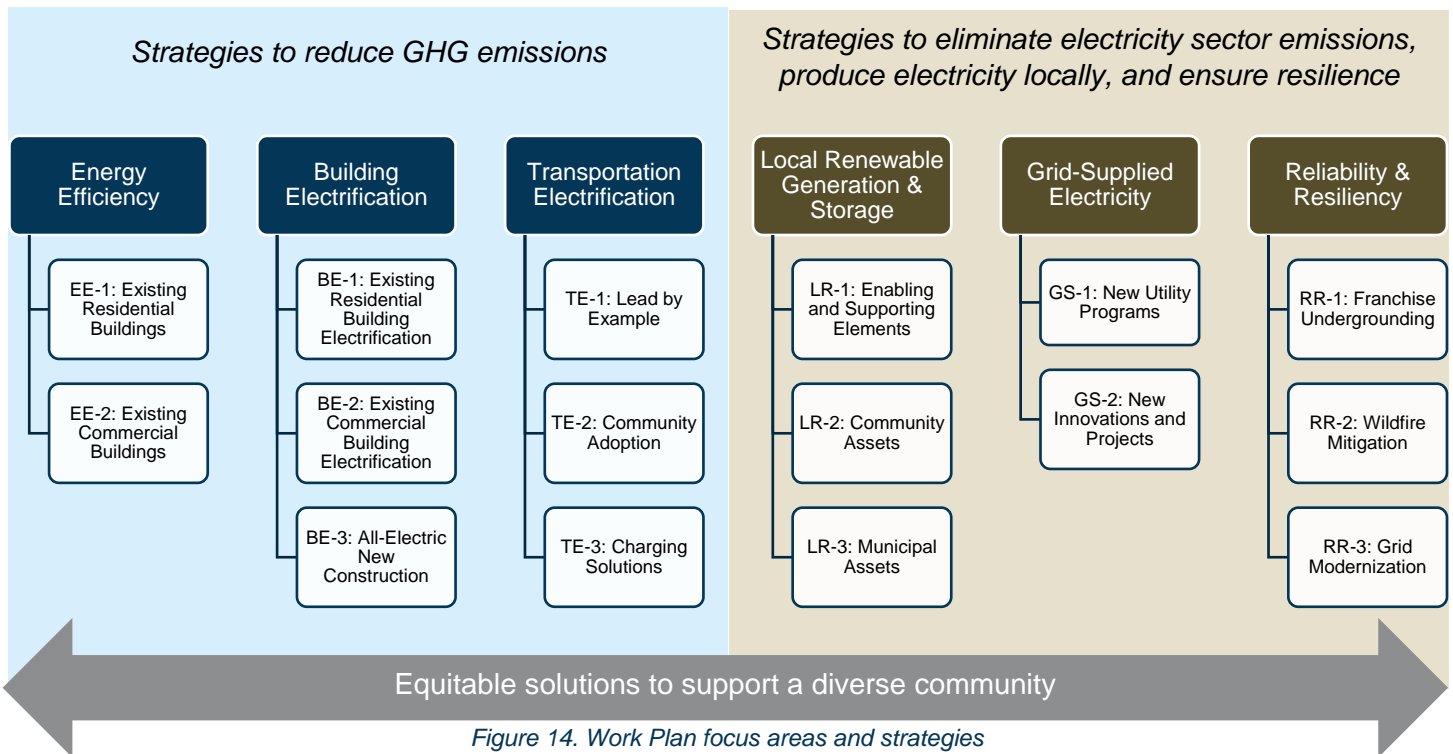 Strategies to reduce GHG emissions
Strategies to eliminate electricity sector emissions,
produce electricity locally, and ensure resilience
Energy
Efficiency
EE-1: Existing
Residential
Buildings
EE-2: Existing
Commercial
Buildings
Building
Electrification
BE-1: Existing
Residential
Building
Electrification
BE-2: Existing
Commercial
Building
Electrification
BE-3: All-Electric
New
Construction
Transportation
Electrification
TE-1: Lead by
Example
TE-2: Community
Adoption
TE-3: Charging
Solutions
Local Renewable
Generation &
Storage
LR-1: Enabling
and Supporting
Elements
LR-2: Community
Assets
LR-3: Municipal
Assets
Grid-Supplied
Electricity
GS-1: New Utility
Programs
GS-2: New
Innovations and
Projects
Reliability &
Resiliency
RR-1: Franchise
Undergrounding
RR-2: Wildfire
Mitigation
RR-3: Grid
Modernization
Equitable solutions to support a diverse community
Figure 14. Work Plan focus areas and strategies